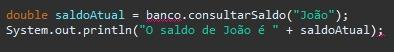 double saldoAtual = banco.consultarSaldo("João");
System.out.println("O saldo de João é " + saldoAtual);